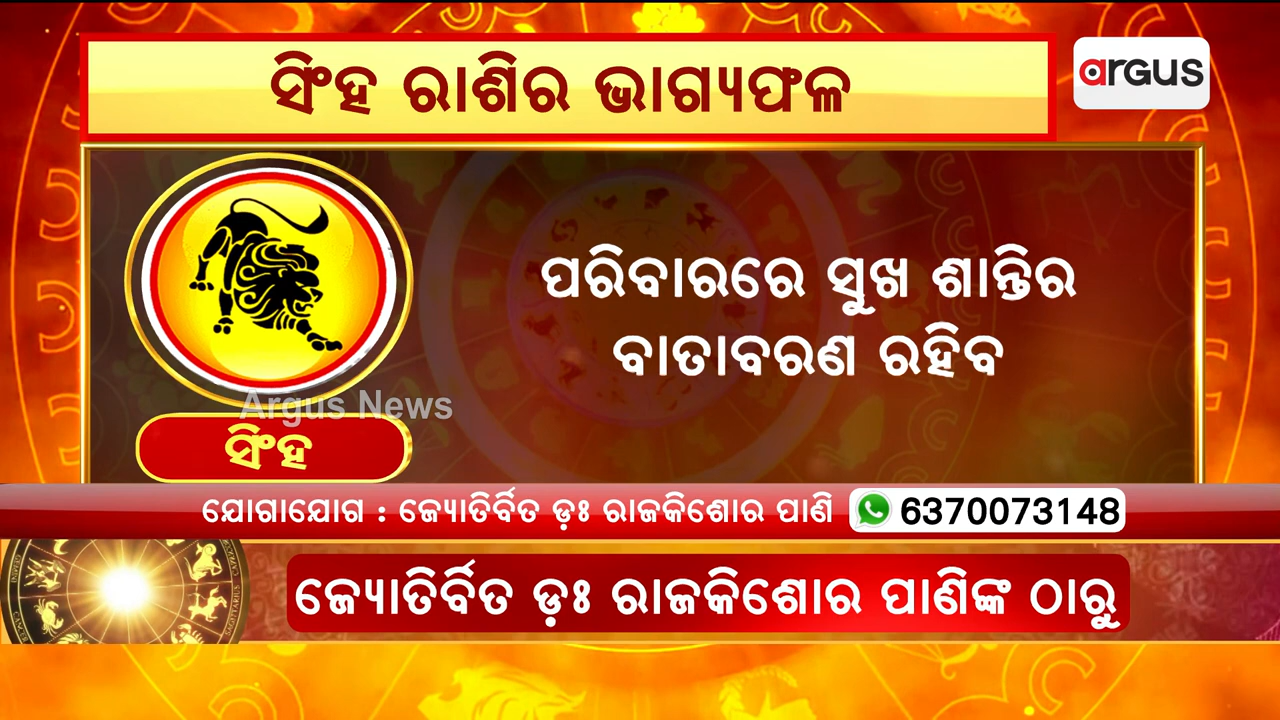 ସିଂହ ରାଶିର ଭାଗ୍ୟଫଳ
argus
ପରିବାରରେ ସୁଖ ଶାନ୍ତିର
ବାତାବରଣ ରହିବ
Argus News
ସିଂହ
ଯୋଗାଯୋଗ : ଜ୍ୟୋତିର୍ବିତ ଡ଼ଃ ରାଜକିଶୋର ପାଣି 6370073148
ଜ୍ୟୋତିର୍ବିତ ଡ଼ଃ ରାଜକିଶୋର ପାଣିଙ୍କ ଠାରୁ